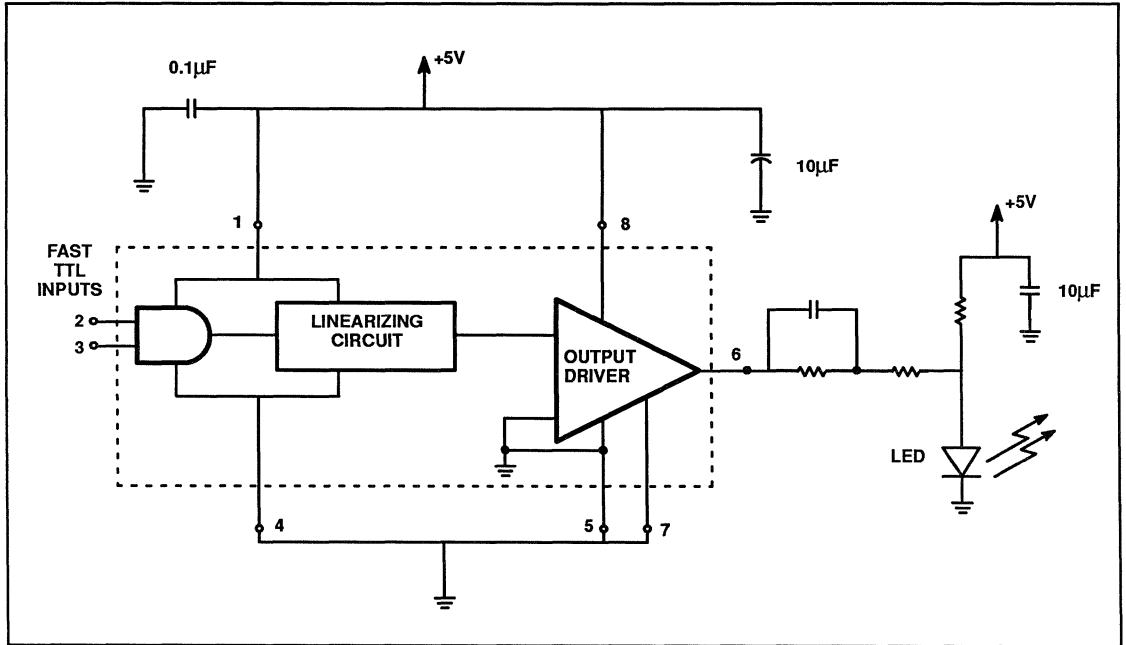 +5V
0.1µF
10µF
1
8
+5V
FAST
TTL
INPUTS
10µF
2
3
LINEARIZING
CIRCUIT
OUTPUT
DRIVER
6
LED
4
5
7